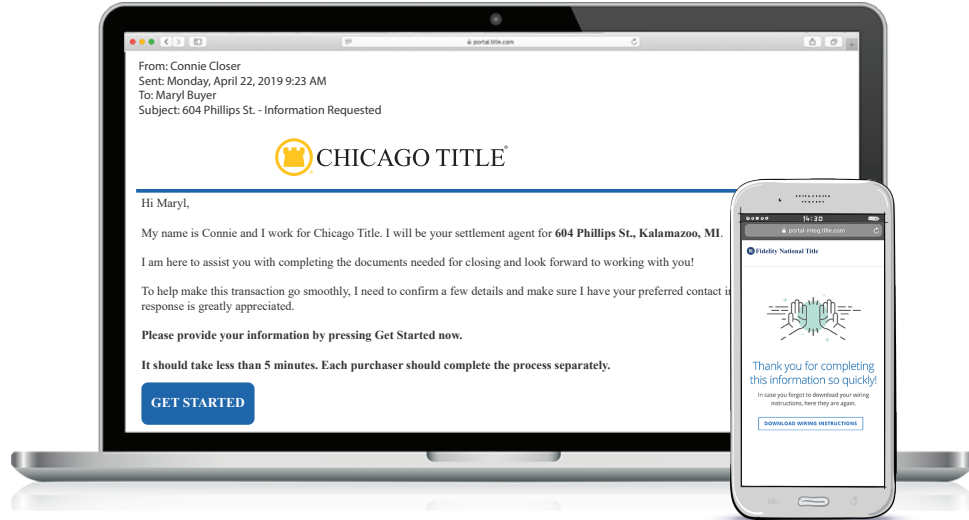 portal.title.com
From: Connie Closer
Sent: Monday, April 22, 2019 9:23 AM
To: Maryl Buyer
Subject: 604 Phillips St. - Information Requested
CHICAGO TITLE®
Hi Maryl,
My name is Connie and I work for Chicago Title. I will be your settlement agent for 604 Phillips St., Kalamazoo, MI.
I am here to assist you with completing the documents needed for closing and look forward to working with you!
To help make this transaction go smoothly, I need to confirm a few details and make sure I have your preferred contact
response is greatly appreciated.
Please provide your information by pressing Get Started now.
It should take less than 5 minutes. Each purchaser should complete the process separately.
GET STARTED
14:30
portal-integ.title.com
Fidelity National Title
Thank you for completing
this information so quickly!
In case you forgot to download your wiring
instructions, here they are again.
DOWNLOAD WIRING INSTRUCTIONS